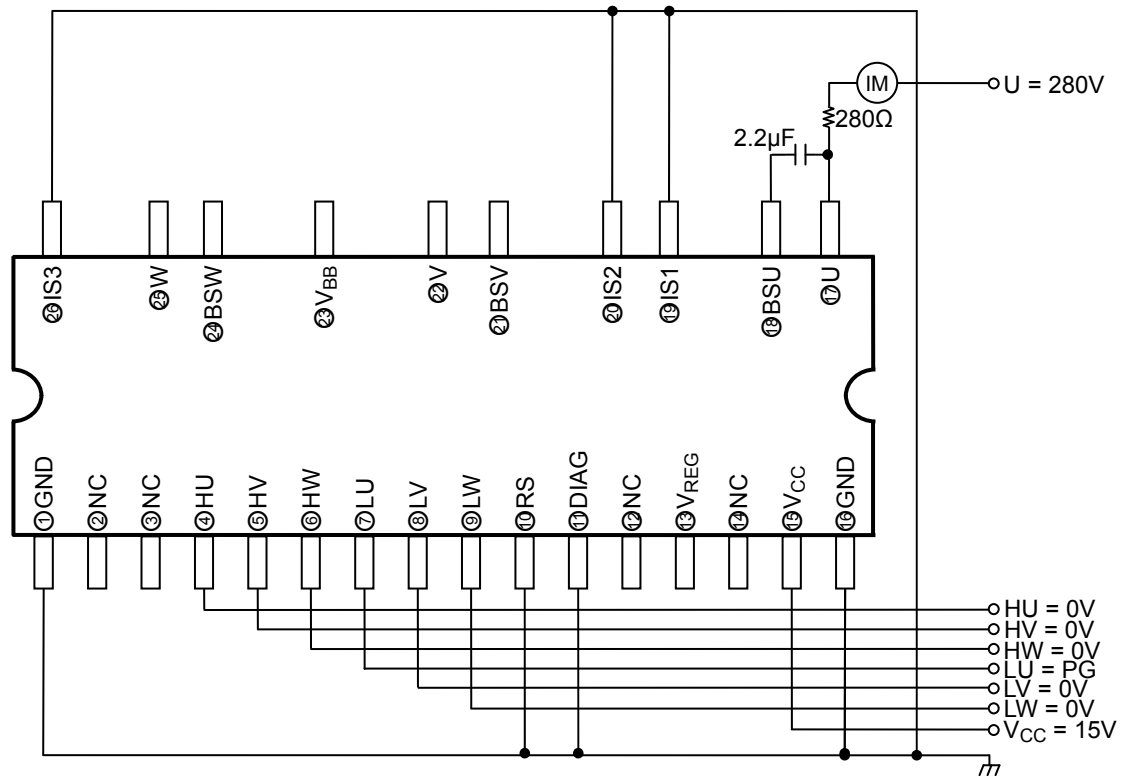 IM
U = 280V
280Ω
2.2μF
㉖IS3
㉕W
㉔BSW
㉓VBB
㉒V
㉑BSV
⑳IS2
⑲IS1
⑱BSU
⑰U
①GND
②NC
③NC
④HU
⑤HV
⑥HW
⑦LU
⑧LV
⑨LW
⑩RS
⑪DIAG
⑫NC
⑬VREG
⑭NC
⑮VCC
⑯GND
HU = 0V
HV = 0V
HW = 0V
LU = PG
LV = 0V
LW = 0V
VCC = 15V